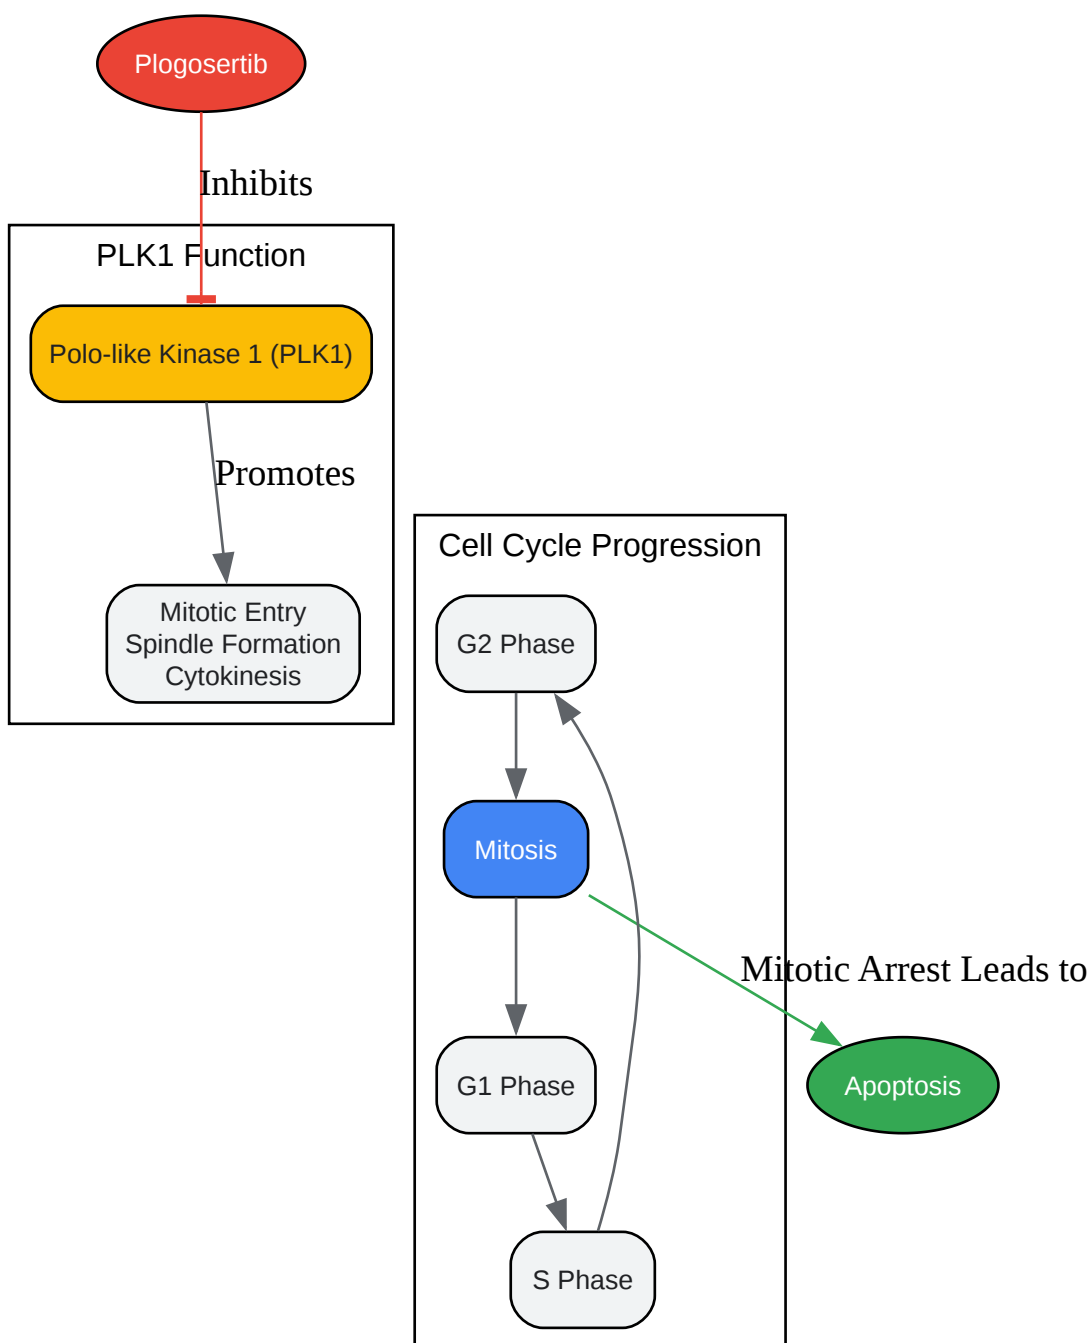 Plogosertib
Inhibits
PLK1 Function
Polo-like Kinase 1 (PLK1)
Promotes
Mitotic Entry
Spindle Formation
Cytokinesis
Cell Cycle Progression
G2 Phase
Mitosis
Mitotic Arrest Leads to
G1 Phase
Apoptosis
S Phase